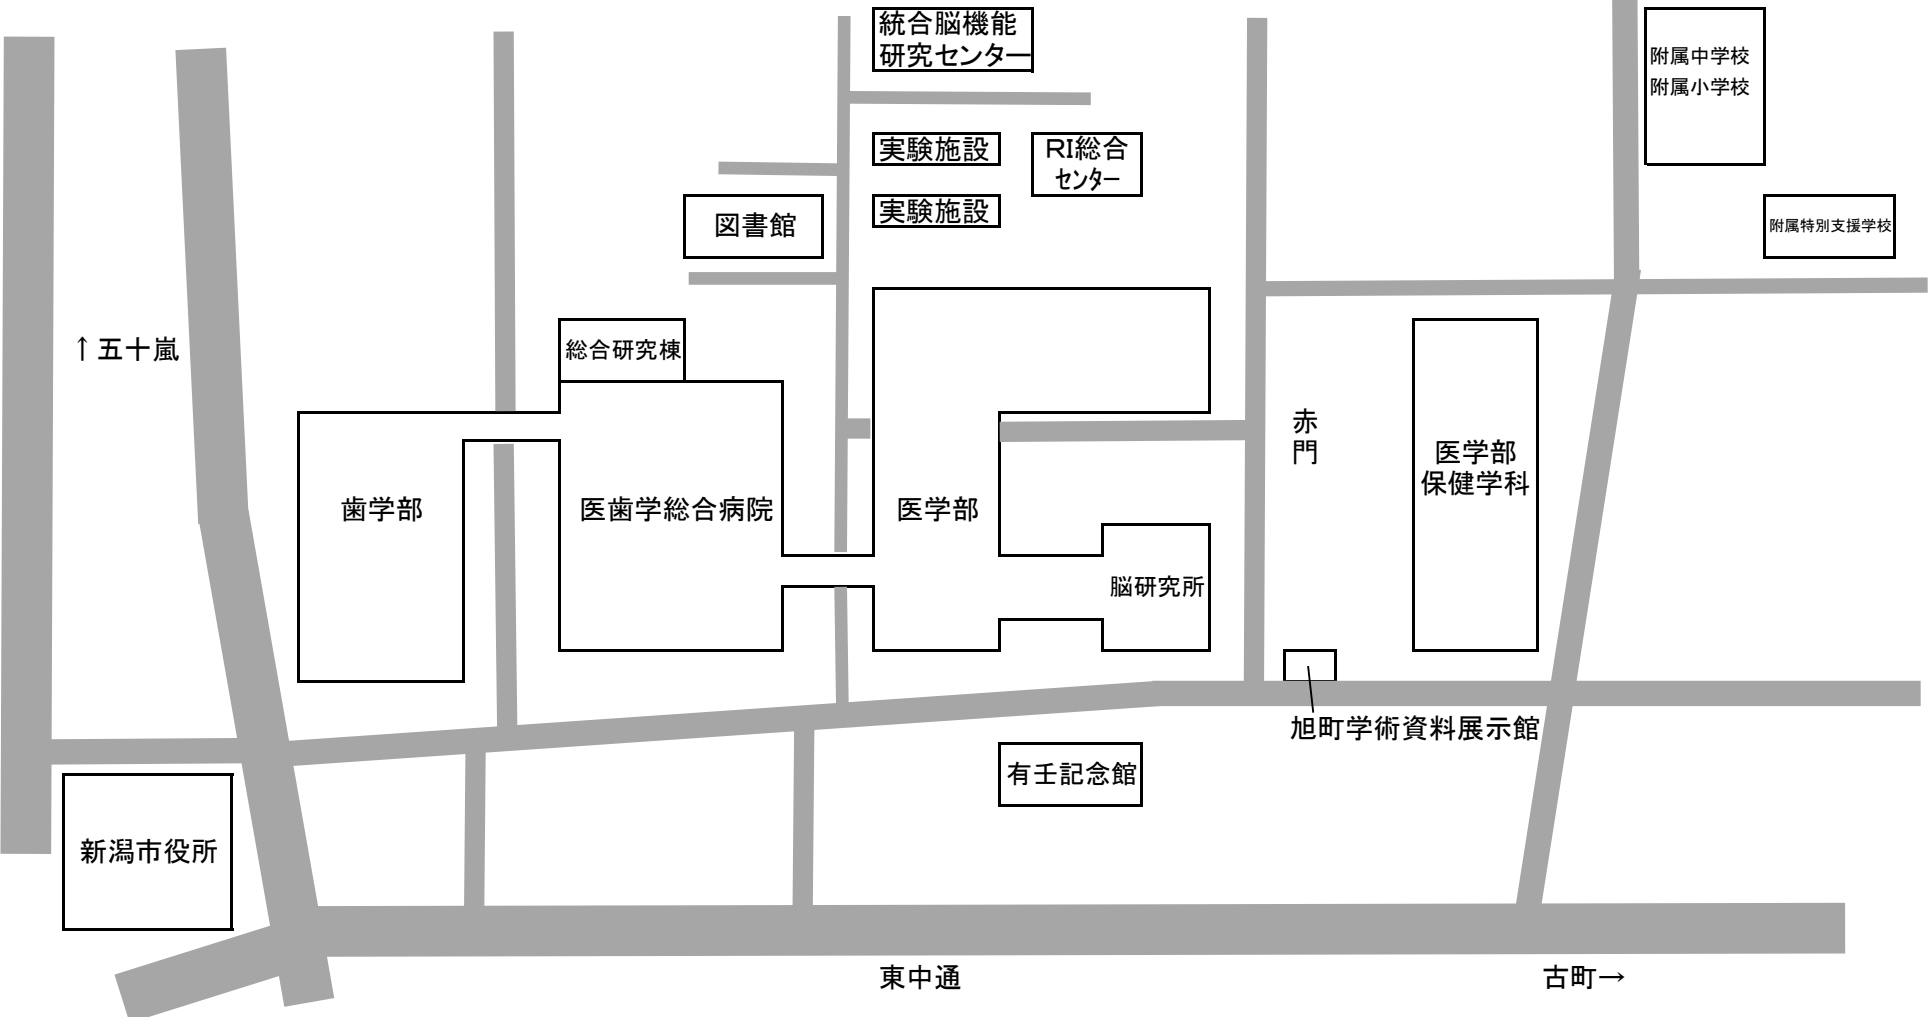 統合脳機能
研究センター
附属中学校
附属小学校
実験施設
RI総合
センター
実験施設
図書館
附属特別支援学校
↑五十嵐
総合研究棟
赤
門
医学部
保健学科
歯学部
医歯学総合病院
医学部
脳研究所
旭町学術資料展示館
有壬記念館
新潟市役所
東中通
古町→